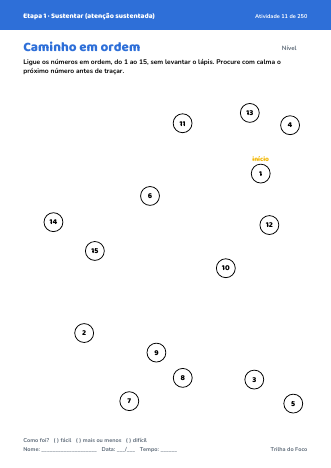 Etapa 1 · Sustentar (atenção sustentada)
Atividade 11 de 250
Caminho em ordem
Nível
Ligue os números em ordem, do 1 ao 15, sem levantar o lápis. Procure com calma o
próximo número antes de traçar.
13
11
4
Início
1
6
14
12
15
10
2
9
8
3
7
5
Como foi? ( ) fácil ( ) mais ou menos ( ) difícil
Nome: ____________________ Data: ___/___ Tempo: ______
Trilha do Foco